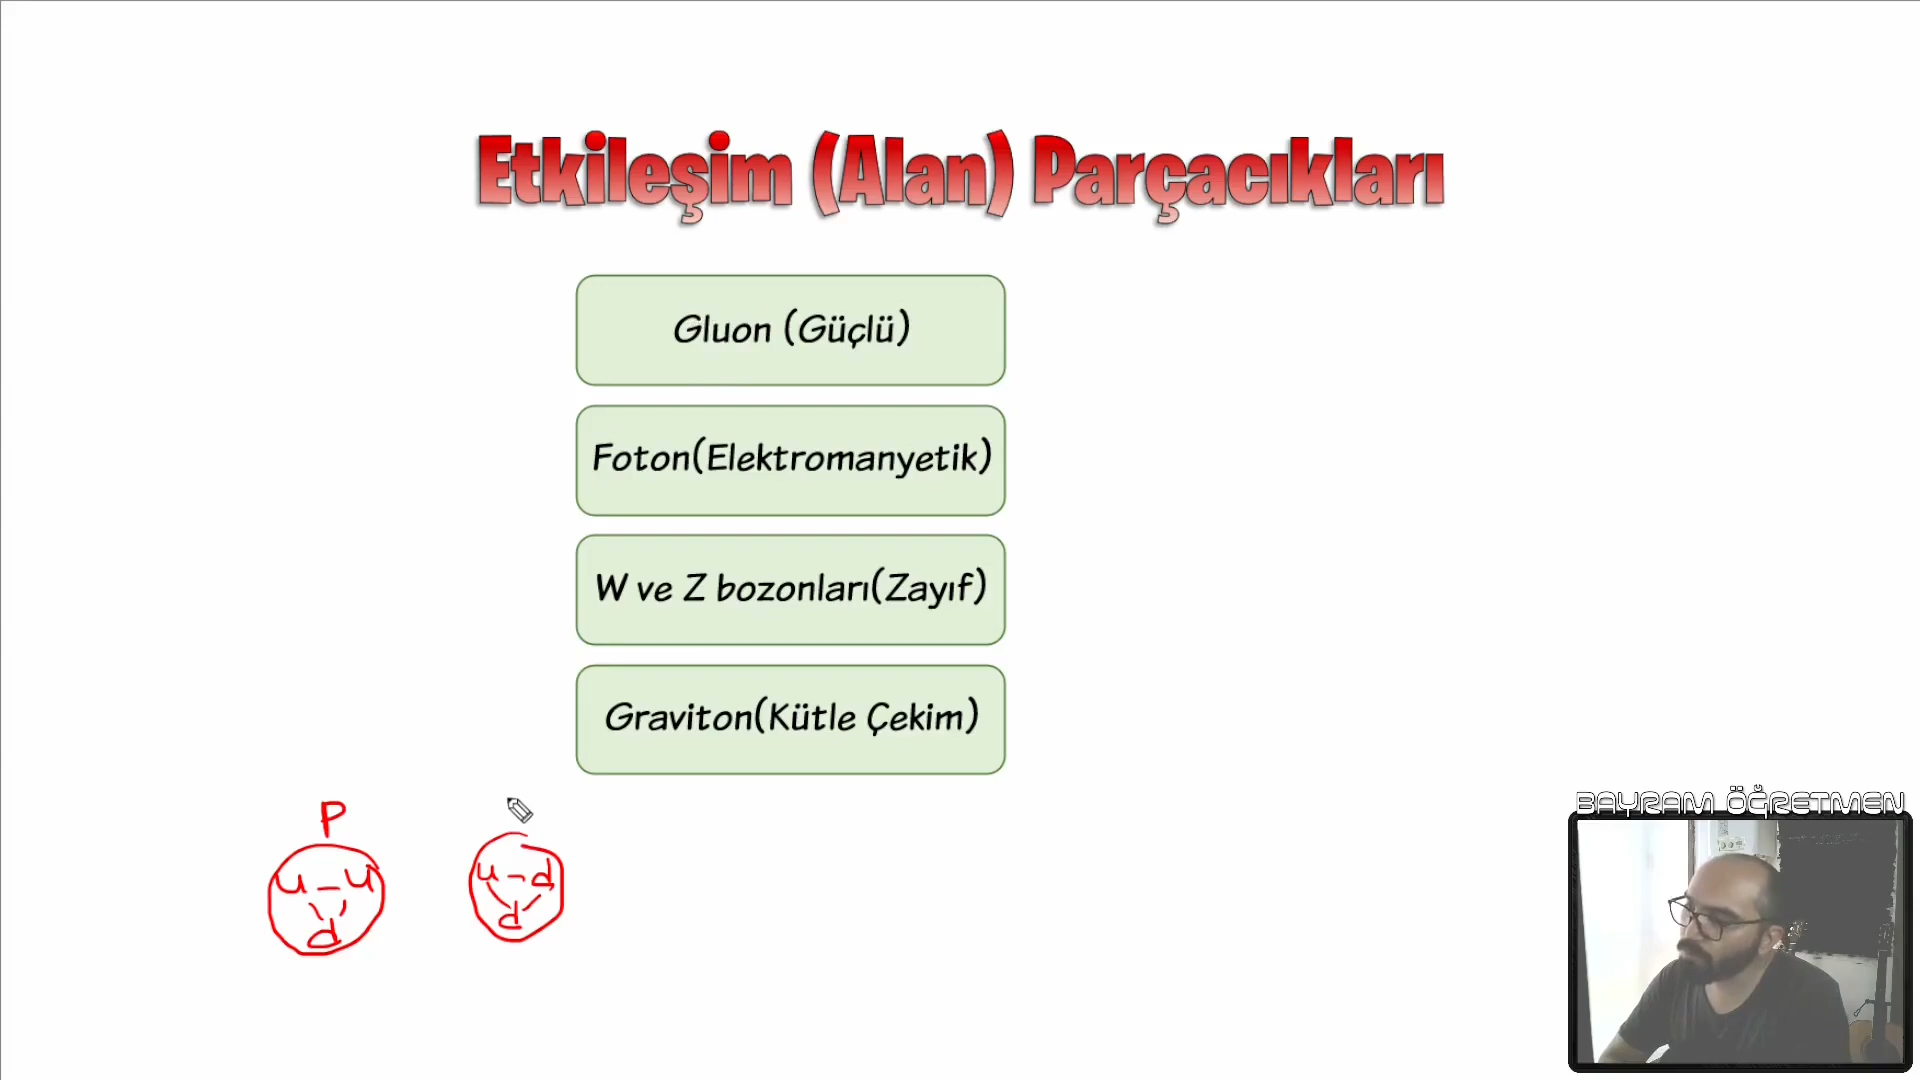 Etkileşim (Alan) Parçacıkları
Gluon (Güçlü)
Foton(Elektromanyetik)
W ve Z bozonları(Zayıf)
Graviton(Kütle Çekim)
P
u-u
d
u-d
d
BAYRAM ÖĞRETMEN